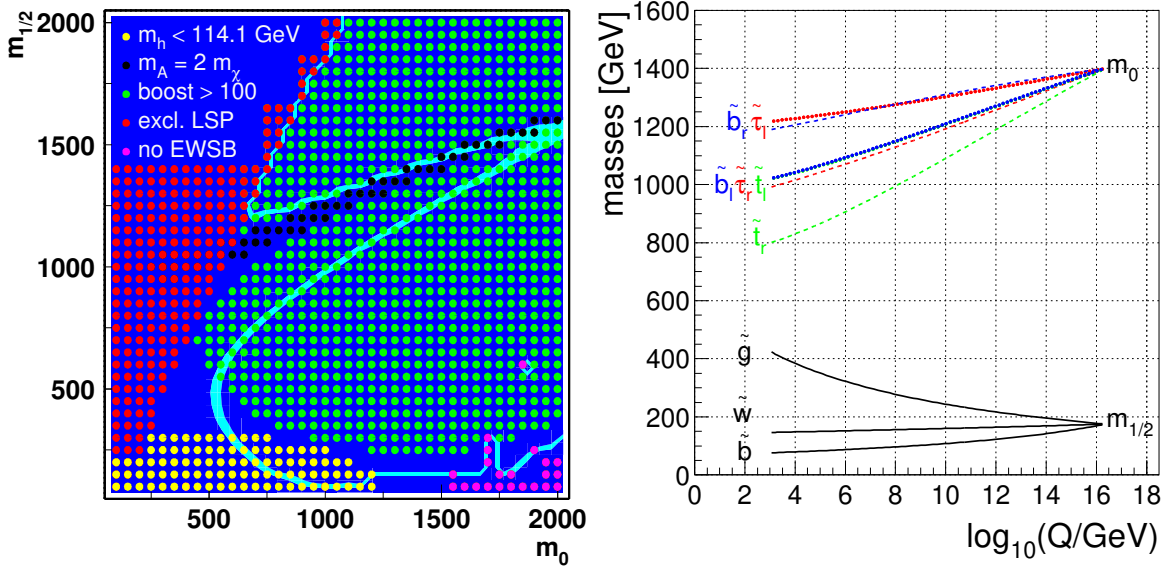 m1/2
2000
1500
1000
500
mh < 114.1 GeV
mA = 2 mχ
boost > 100
excl. LSP
no EWSB
500
1000
1500
2000
m0
masses [GeV]
1600
1400
1200
1000
800
600
400
200
0
m0
b̃r τ̃l
b̃l τ̃r t̃l
t̃r
g̃
w̃
b̃
m1/2
0
2
4
6
8
10
12
14
16
18
log10(Q/GeV)